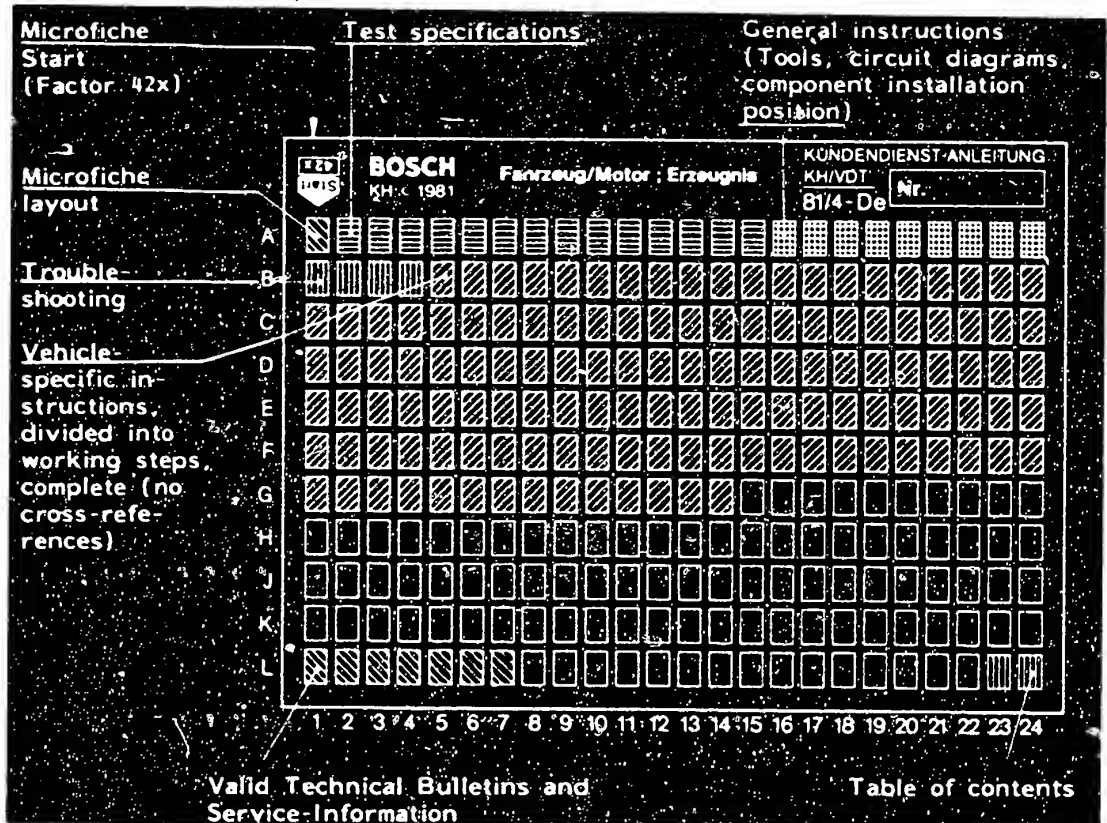 Microfiche
Start
(Factor 42x)
Test specifications
General instructions
(Tools, circuit diagrams,
component installation
position)
Microfiche
layout
Trouble-
shooting
Vehicle-
specific in-
structions,
divided into
working steps,
complete (no
cross-refe-
rences)
42x
Start
BOSCH
KH 1981
Fahrzeug/Motor : Erzeugnis
KUNDENDIENST-ANLEITUNG
KH/VDT
81/4-De
Nr.
A
B
C
D
E
F
G
H
J
K
L
1 2 3 4 5 6 7 8 9 10 11 12 13 14 15 16 17 18 19 20 21 22 23 24
Valid Technical Bulletins and
Service-Information
Table of contents